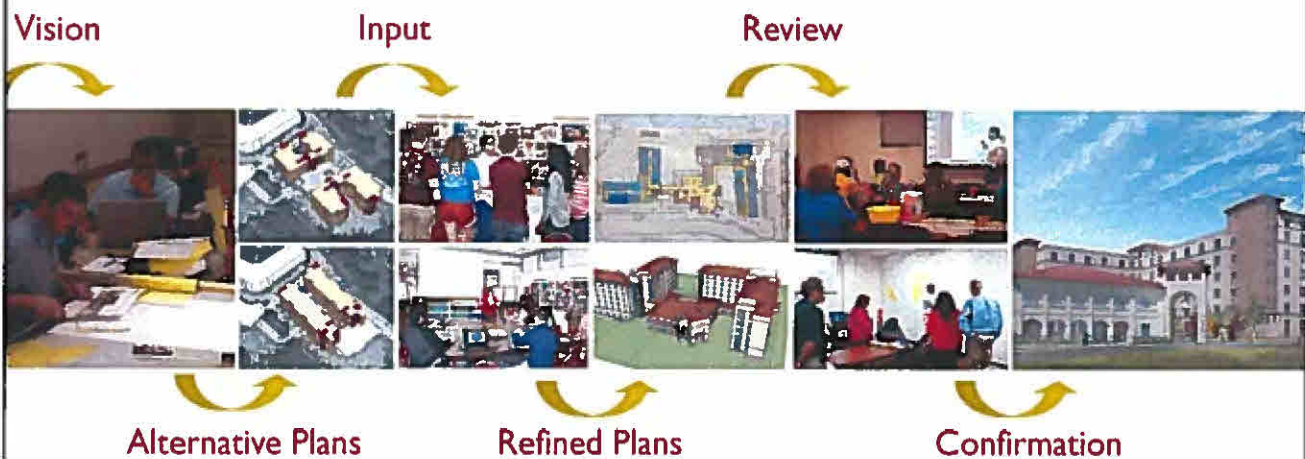 Vision
Input
Review
Alternative Plans
Refined Plans
Confirmation